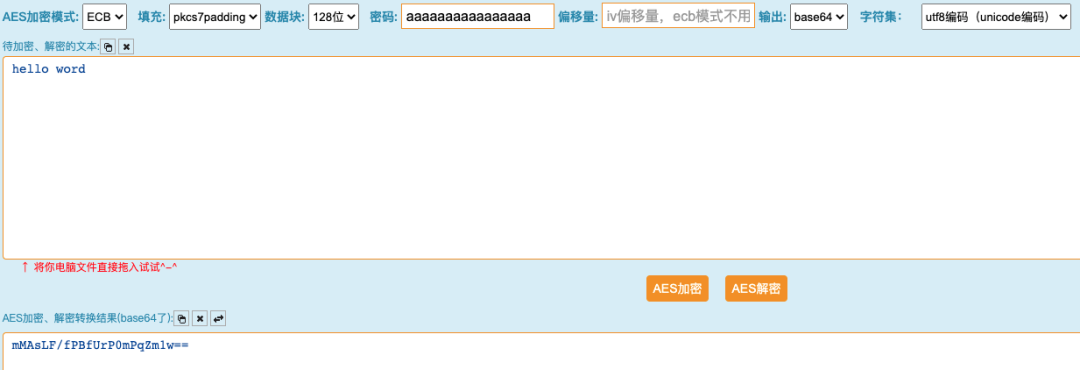 AES加密模式: ECB 填充: pkcs7padding 数据块: 128位 密码: aaaaaaaaaaaaaaaa 偏移量: iv偏移量，ecb模式不用 输出: base64 字符集： utf8编码（unicode编码）
待加密、解密的文本:
hello word
↑ 将你电脑文件直接拖入试试^-^
AES加密 AES解密
AES加密、解密转换结果(base64了):
mMAsLF/fPBfUrP0mPqZm1w==